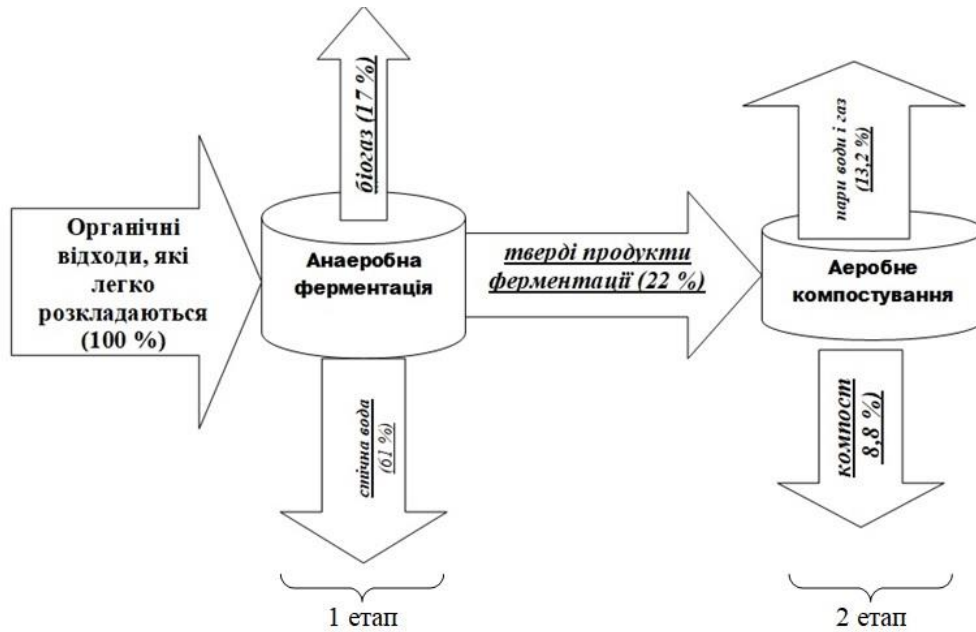 Органічні
відходи, які
легко
розкладаються
(100 %)
біогаз (17 %)
Анаеробна
ферментація
стічна вода
(61 %)
тверді продукти
ферментації (22 %)
пари води і газ
(13,2 %)
Аеробне
компостування
компост
8,8 %)
1 етап
2 етап